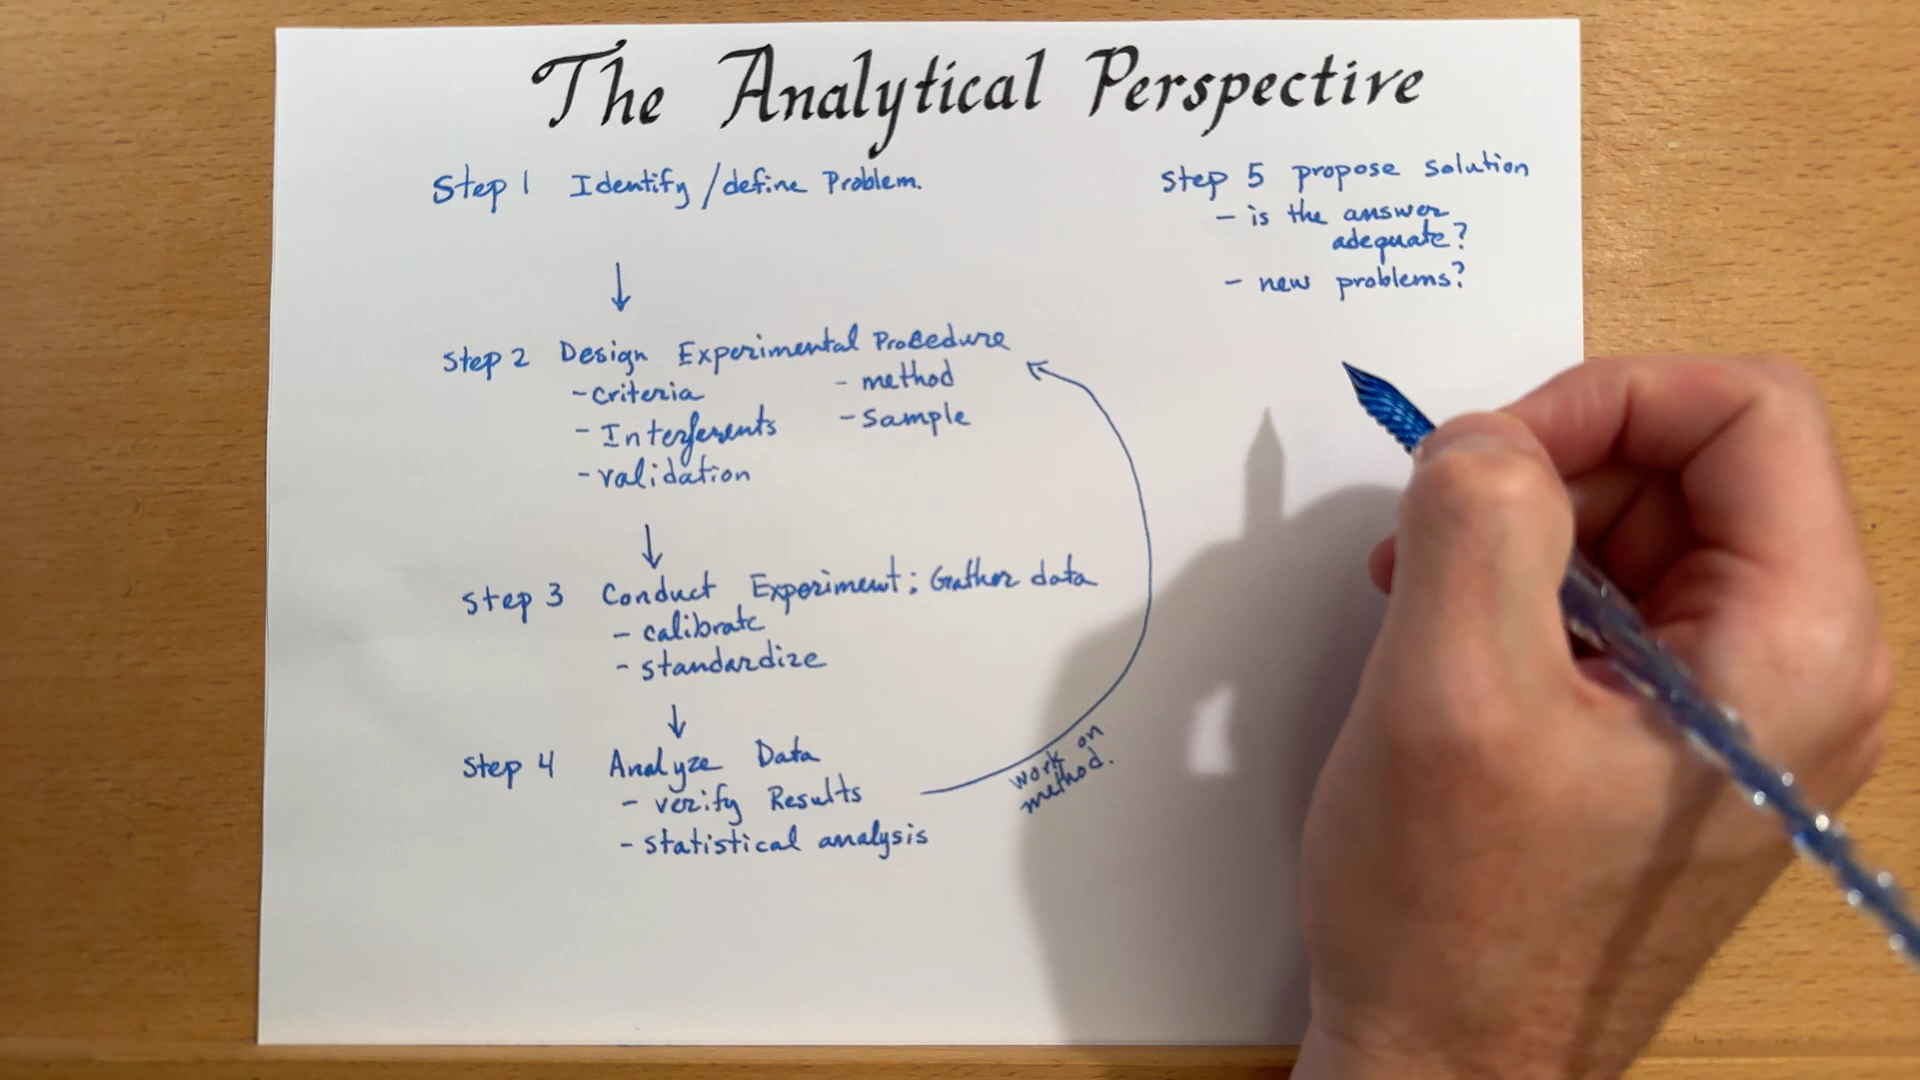 The Analytical Perspective
Step 1 Identify/define Problem.
↓
Step 2 Design Experimental Procedure
- criteria
- Interferents
- validation
- method
- sample
↓
Step 3 Conduct Experiment; Gather data
- calibrate
- standardize
↓
Step 4 Analyze Data
- verify Results
- statistical analysis
work on
method.
Step 5 propose solution
- is the answer
adequate?
- new problems?